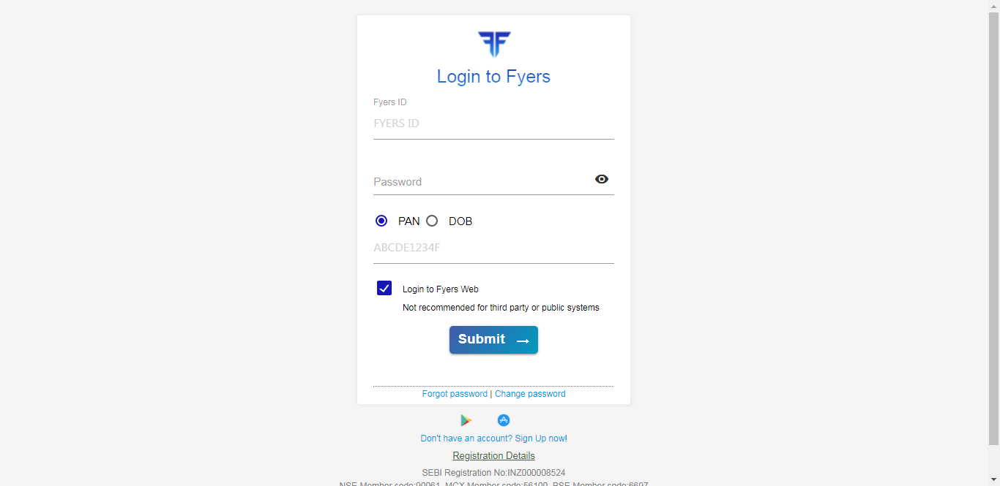 Login to Fyers
Fyers ID
FYERS ID
Password
PAN DOB
ABCDE1234F
Login to Fyers Web
Not recommended for third party or public systems
Submit →
Forgot password | Change password
Don't have an account? Sign Up now!
Registration Details
SEBI Registration No:INZ000008524
NSE Member code:90061, MCX Member code:56100, BSE Member code:6697